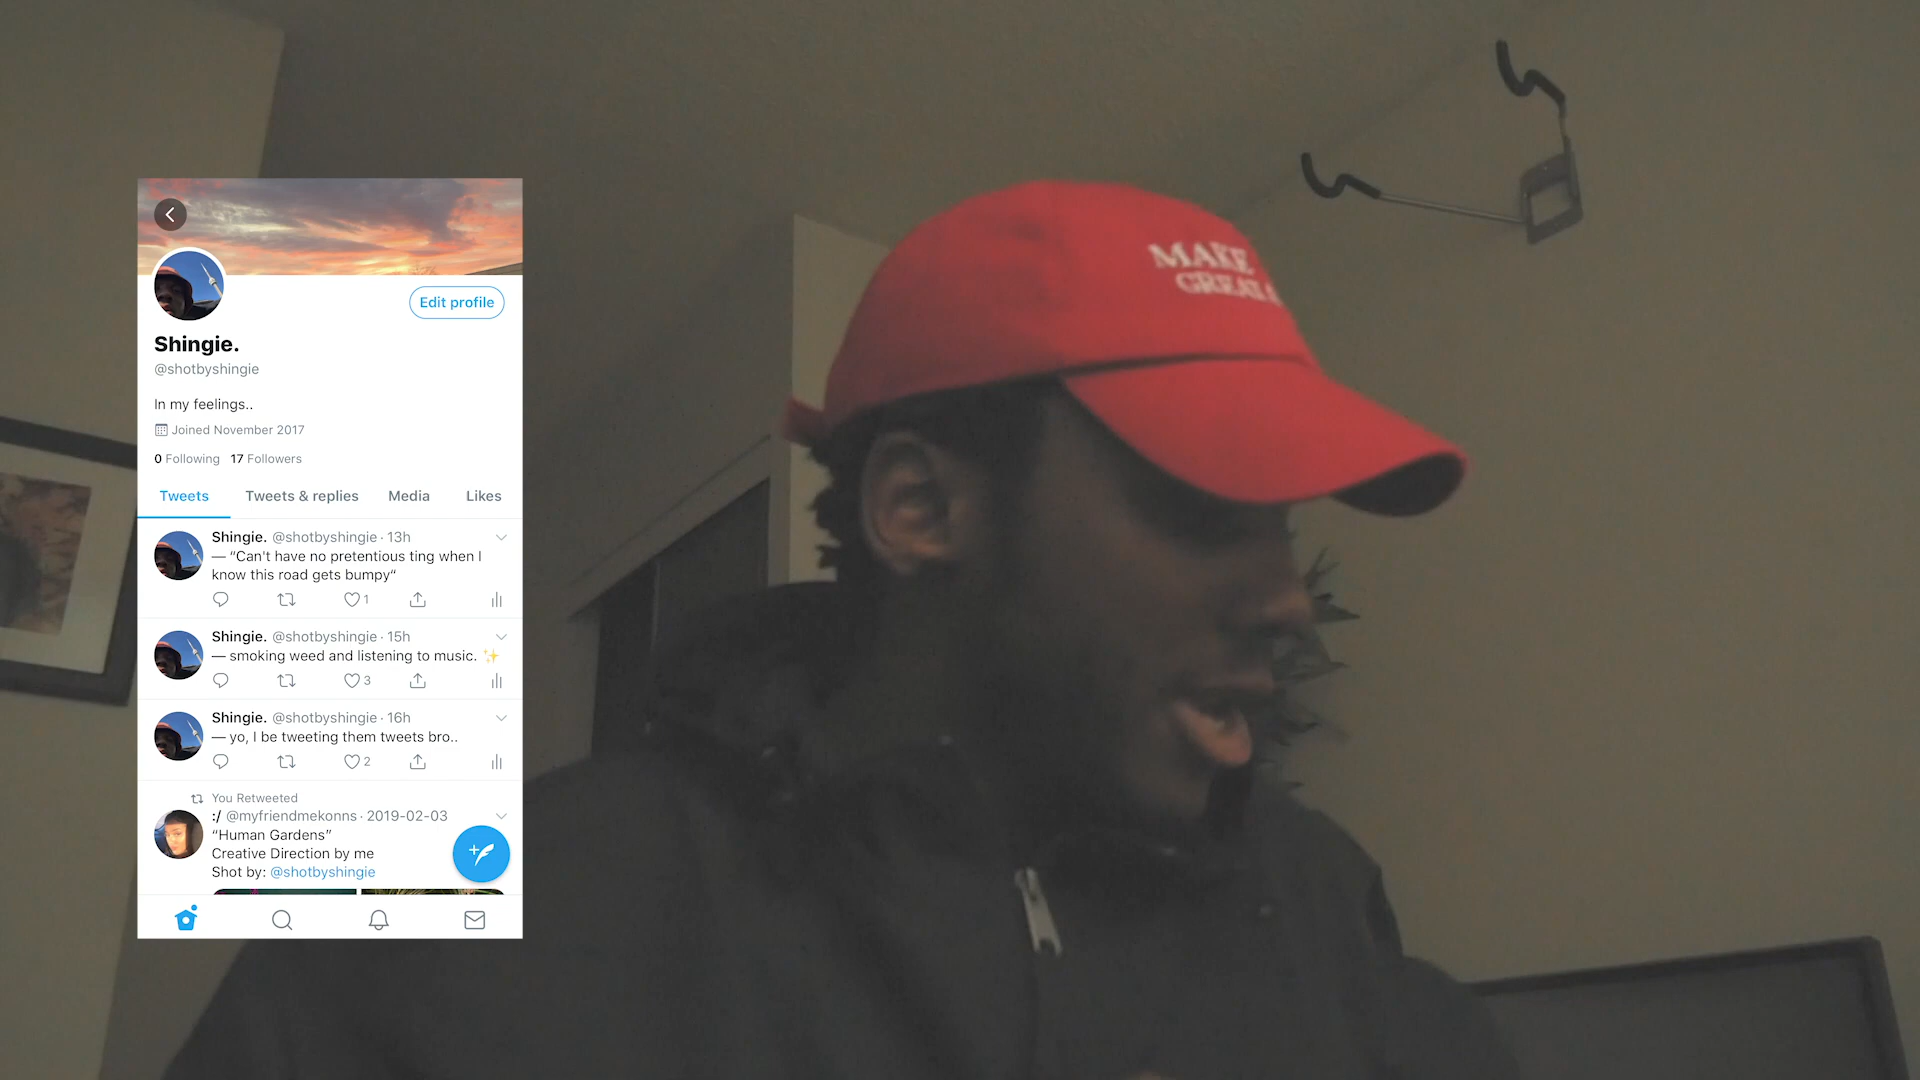 Edit profile
Shingie.
@shotbyshingie
In my feelings..
Joined November 2017
0 Following 17 Followers
Tweets Tweets & replies Media Likes
Shingie. @shotbyshingie · 13h
— “Can't have no pretentious ting when I
know this road gets bumpy“
1
Shingie. @shotbyshingie · 15h
— smoking weed and listening to music. ✨
3
Shingie. @shotbyshingie · 16h
— yo, I be tweeting them tweets bro..
2
You Retweeted
:/ @myfriendmekonns · 2019-02-03
“Human Gardens”
Creative Direction by me
Shot by: @shotbyshingie
MAKE
GREAT